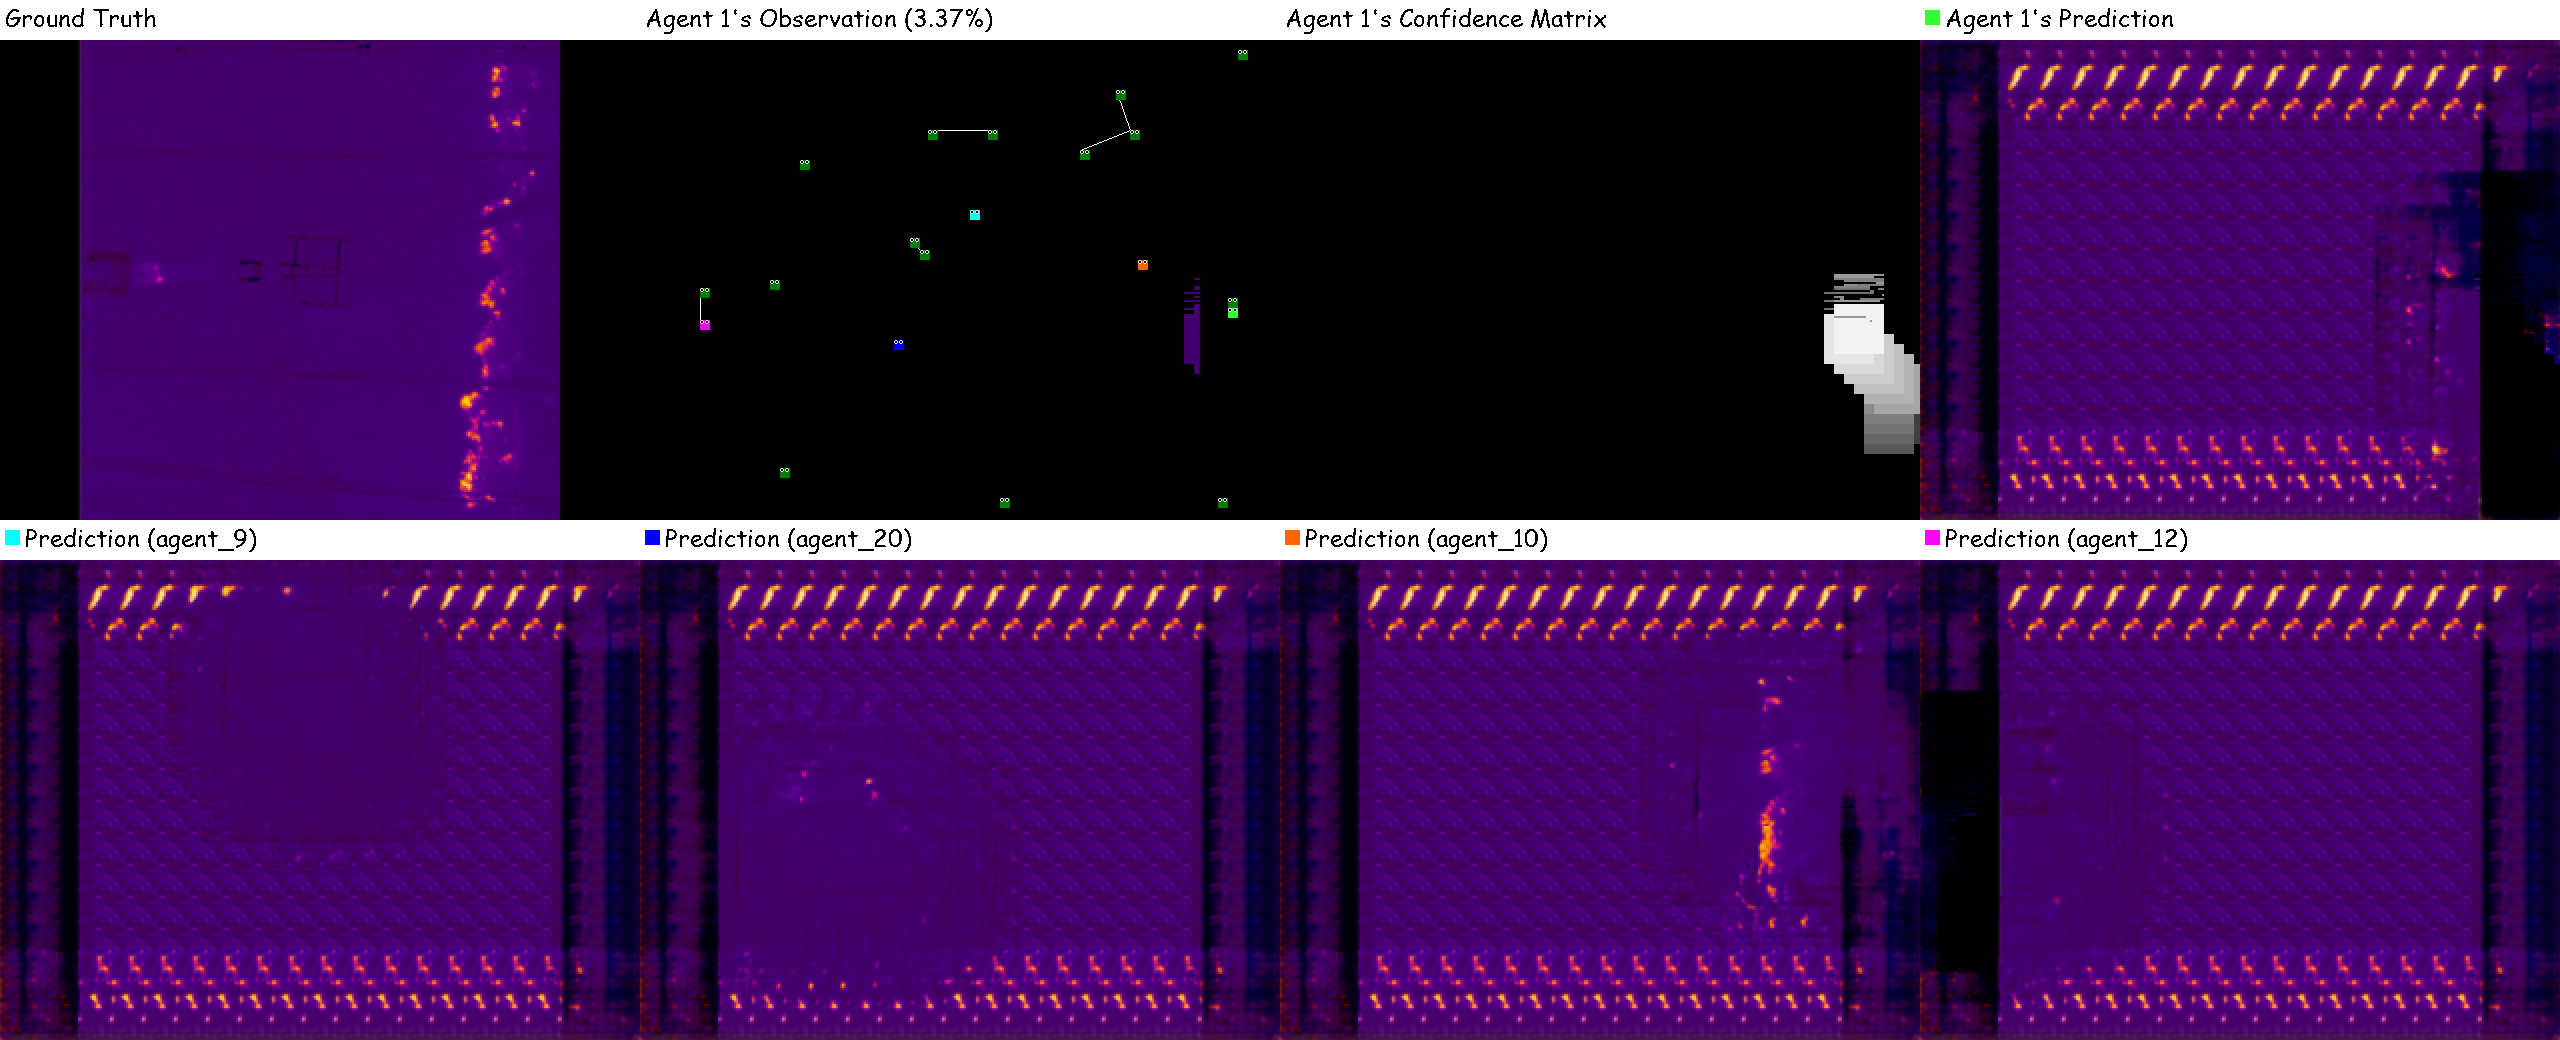 Ground Truth
Agent 1's Observation (3.37%)
Agent 1's Confidence Matrix
Agent 1's Prediction
Prediction (agent_9)
Prediction (agent_20)
Prediction (agent_10)
Prediction (agent_12)